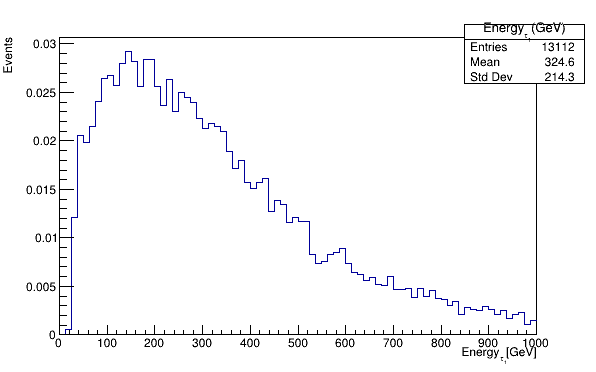 Energy_τ₁ (GeV)
Entries 13112
Mean 324.6
Std Dev 214.3
Events
0.03
0.025
0.02
0.015
0.01
0.005
0
0 100 200 300 400 500 600 700 800 900 1000
Energy_τ₁ [GeV]